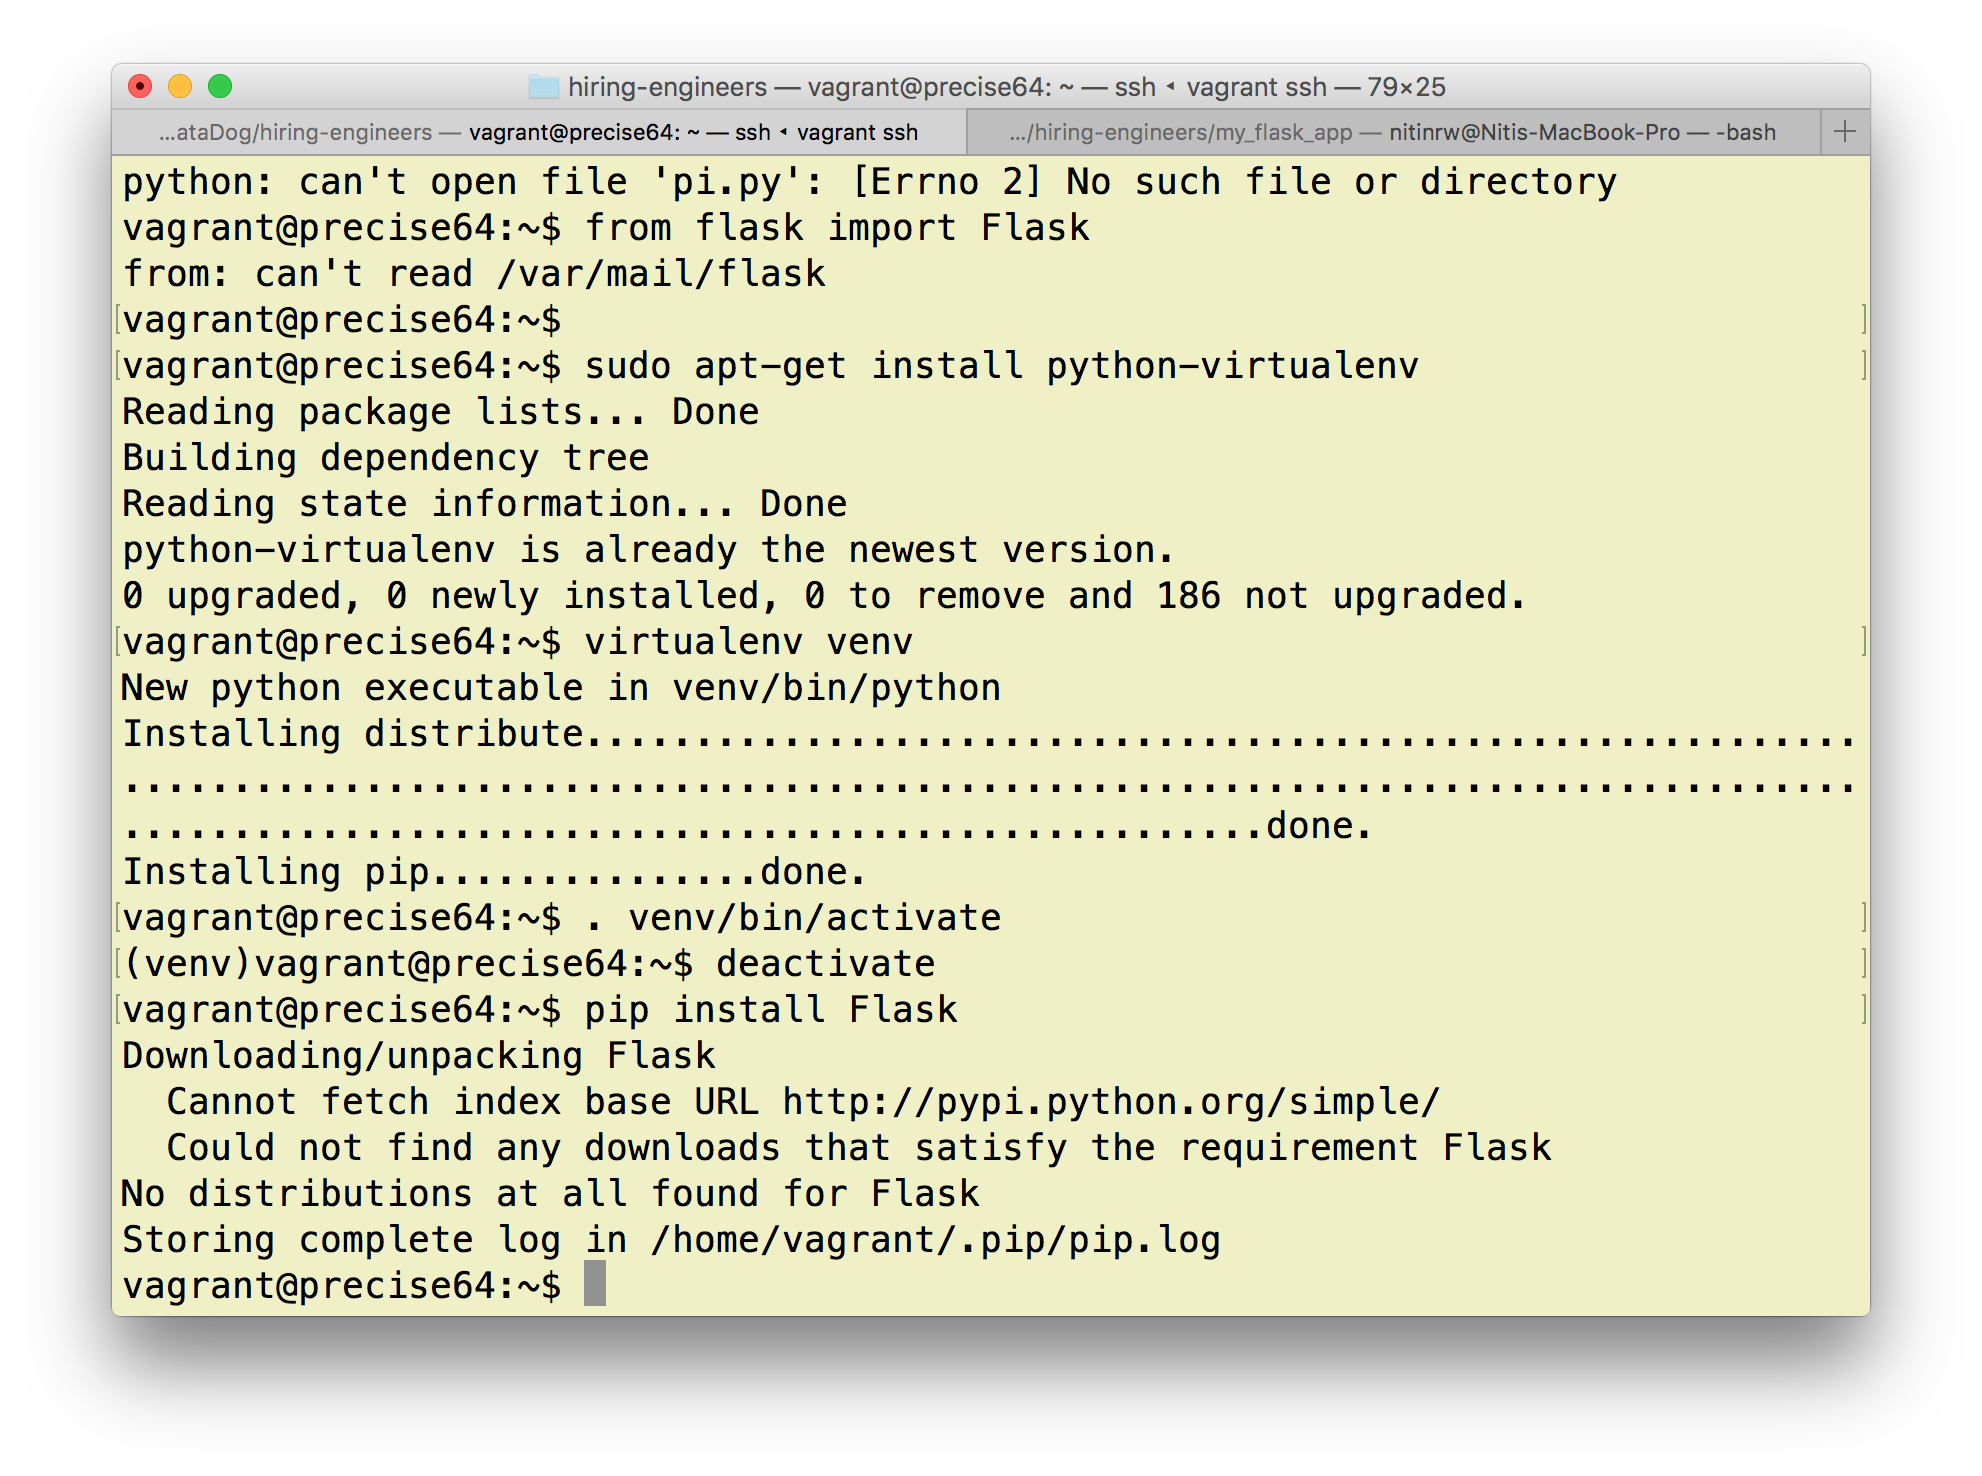 hiring-engineers — vagrant@precise64: ~ — ssh ◂ vagrant ssh — 79×25
...ataDog/hiring-engineers — vagrant@precise64: ~ — ssh ◂ vagrant ssh
.../hiring-engineers/my_flask_app — nitinrw@Nitis-MacBook-Pro — -bash
python: can't open file 'pi.py': [Errno 2] No such file or directory
vagrant@precise64:~$ from flask import Flask
from: can't read /var/mail/flask
vagrant@precise64:~$
vagrant@precise64:~$ sudo apt-get install python-virtualenv
Reading package lists... Done
Building dependency tree
Reading state information... Done
python-virtualenv is already the newest version.
0 upgraded, 0 newly installed, 0 to remove and 186 not upgraded.
vagrant@precise64:~$ virtualenv venv
New python executable in venv/bin/python
Installing distribute..........................................................
...............................................................................
....................................................done.
Installing pip...............done.
vagrant@precise64:~$ . venv/bin/activate
(venv)vagrant@precise64:~$ deactivate
vagrant@precise64:~$ pip install Flask
Downloading/unpacking Flask
  Cannot fetch index base URL http://pypi.python.org/simple/
  Could not find any downloads that satisfy the requirement Flask
No distributions at all found for Flask
Storing complete log in /home/vagrant/.pip/pip.log
vagrant@precise64:~$